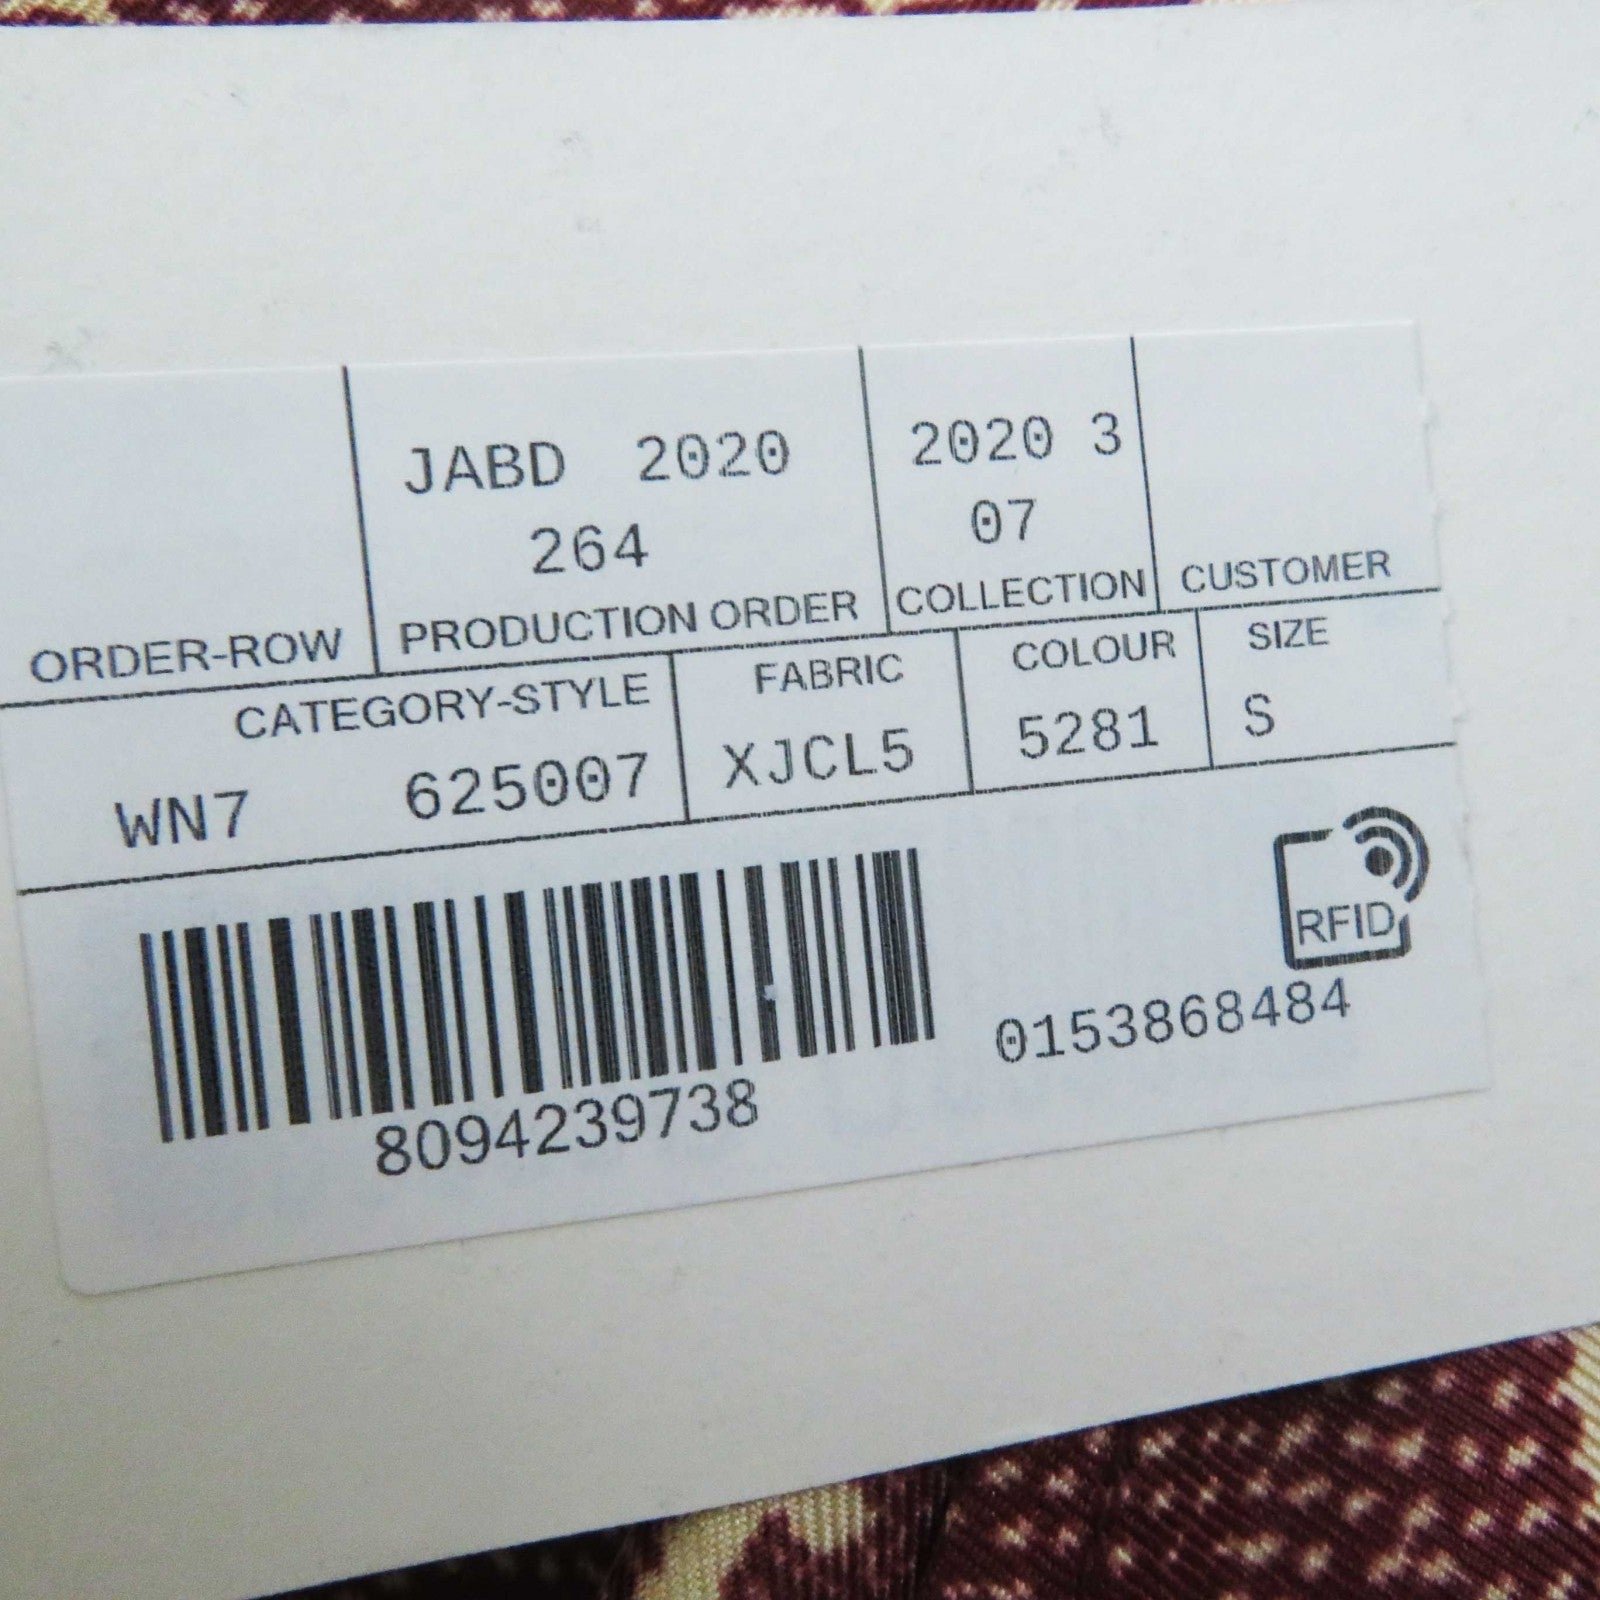 JABD 2020
264
2020 3
07
ORDER-ROW
PRODUCTION ORDER
COLLECTION
CUSTOMER
CATEGORY-STYLE
WN7 625007
FABRIC
XJCL5
COLOUR
5281
SIZE
S
RFID
8094239738
0153868484